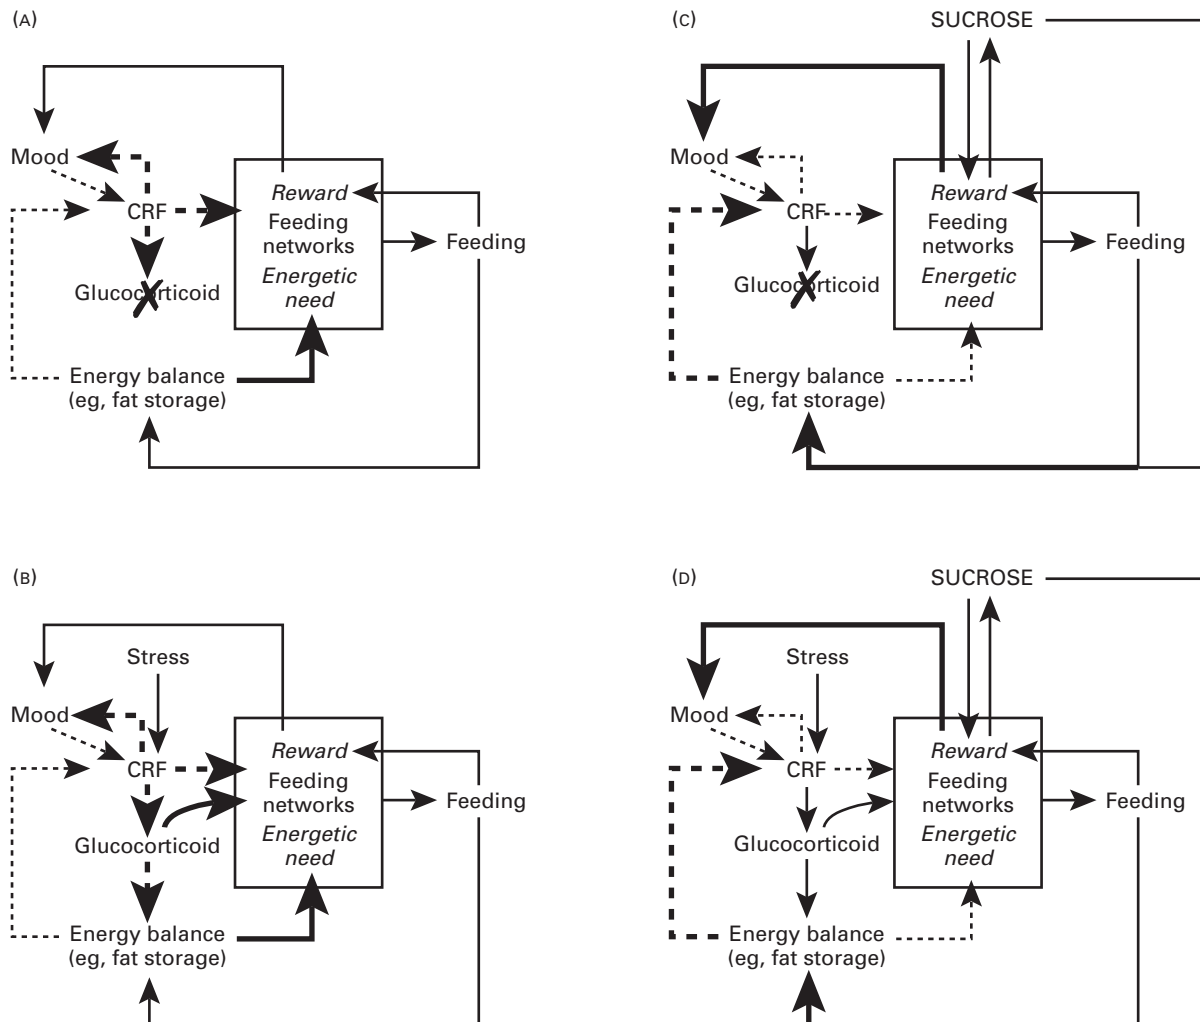 (A)
Mood
CRF
Glucocorticoid
Reward
Feeding
networks
Energetic
need
Feeding
Energy balance
(eg, fat storage)
(C)
SUCROSE
Mood
CRF
Glucocorticoid
Reward
Feeding
networks
Energetic
need
Feeding
Energy balance
(eg, fat storage)
(B)
Stress
Mood
CRF
Glucocorticoid
Reward
Feeding
networks
Energetic
need
Feeding
Energy balance
(eg, fat storage)
(D)
SUCROSE
Stress
Mood
CRF
Glucocorticoid
Reward
Feeding
networks
Energetic
need
Feeding
Energy balance
(eg, fat storage)